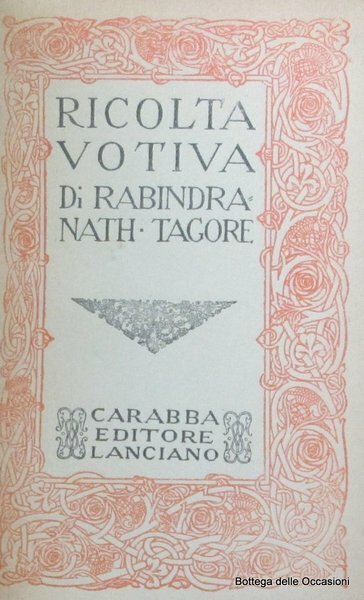 RICOLTA
VOTIVA
Di RABINDRA-
NATH · TAGORE
CARABBA
EDITORE
LANCIANO
Bottega delle Occasioni